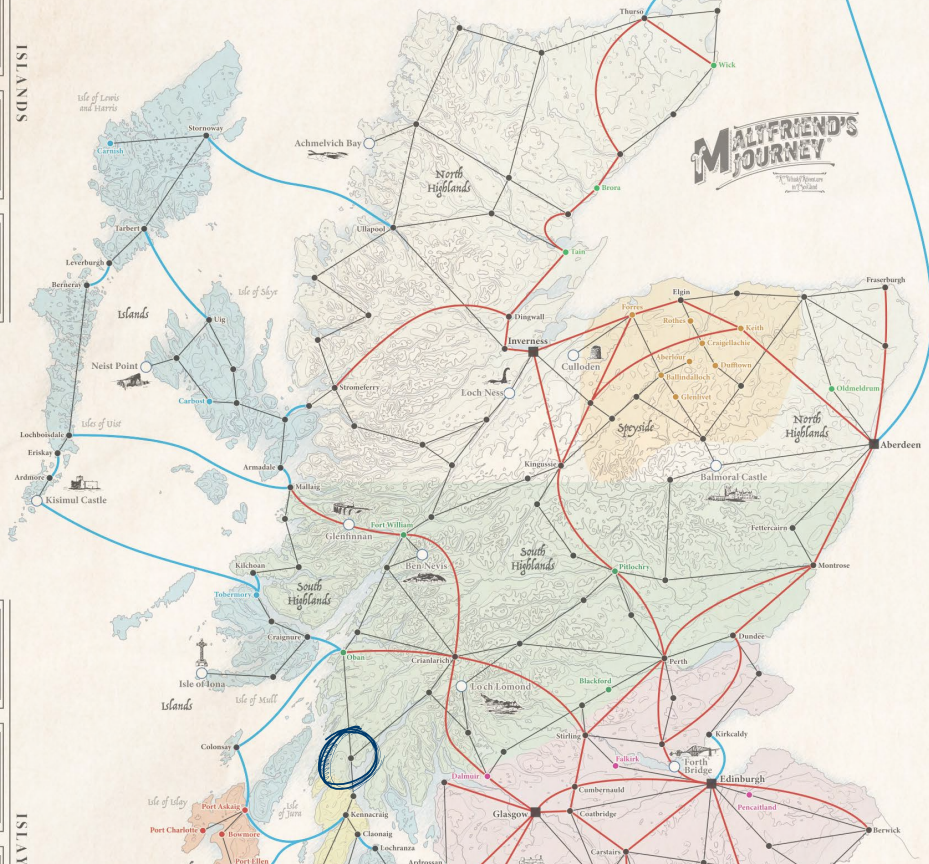 ISLANDS
Thurso
Wick
Isle of Lewis
and Harris
Carnish
Stornoway
Achmelvich Bay
MALTFRIEND'S
JOURNEY
North
Highlands
Brora
Tarbert
Ullapool
Tain
Leverburgh
Berneray
Isle of Skye
Fraserburgh
Elgin
Islands
Uig
Dingwall
Forres
Rothes
Keith
Inverness
Craigellachie
Neist Point
Culloden
Aberlour
Dufftown
Stromeferry
Loch Ness
Ballindalloch
Oldmeldrum
Carbost
Glenlivet
Isles of Uist
Speyside
North
Highlands
Lochboisdale
Aberdeen
Eriskay
Armadale
Kingussie
Ardmore
Balmoral Castle
Mallaig
Kisimul Castle
Fort William
Fettercairn
Glenfinnan
South
Highlands
Ben Nevis
Kilchoan
Pitlochry
Montrose
Tobermory
South
Highlands
Craignure
Dundee
Oban
Crianlarich
Perth
Isle of Iona
Isle of Mull
Blackford
Loch Lomond
Islands
Stirling
Kirkcaldy
Colonsay
Falkirk
Forth
Bridge
Dalmuir
Edinburgh
Cumbernauld
Isle of Islay
Port Askaig
Isle
of Jura
Pencaitland
Kennacraig
Glasgow
Coatbridge
Port Charlotte
Bowmore
Claonaig
Berwick
Lochranza
Carstairs
Port Ellen
Ardrossan
ISLAY